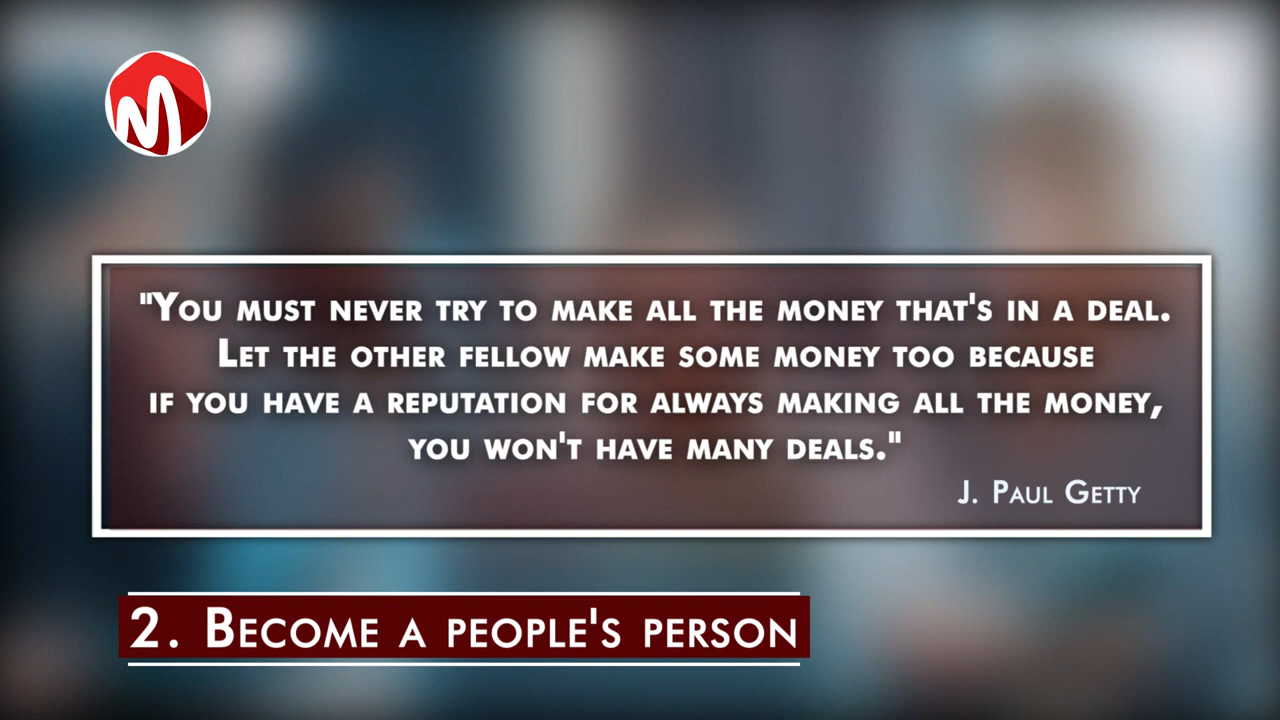 "You must never try to make all the money that's in a deal.
Let the other fellow make some money too because
if you have a reputation for always making all the money,
you won't have many deals."
J. Paul Getty
2. Become a people's person